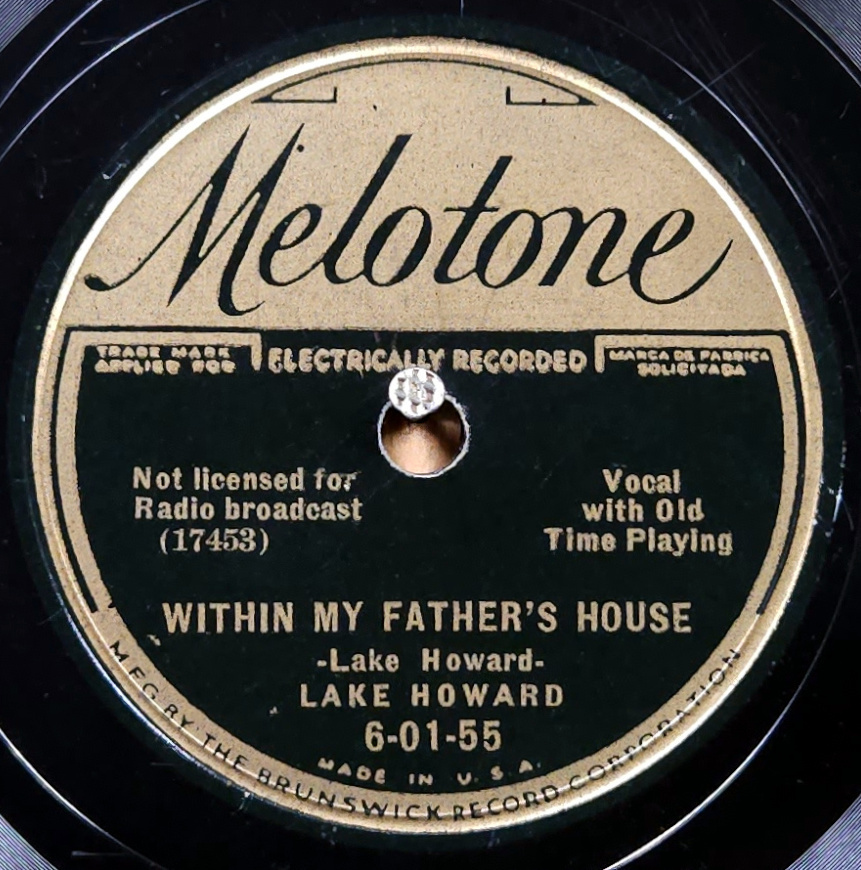 Melotone
TRADE MARK
APPLIED FOR
ELECTRICALLY RECORDED
MARCA DE FABRICA
SOLICITADA
Not licensed for
Radio broadcast
(17453)
Vocal
with Old
Time Playing
WITHIN MY FATHER'S HOUSE
-Lake Howard-
LAKE HOWARD
6-01-55
MADE IN U.S.A.
MFG BY THE BRUNSWICK RECORD CORPORATION